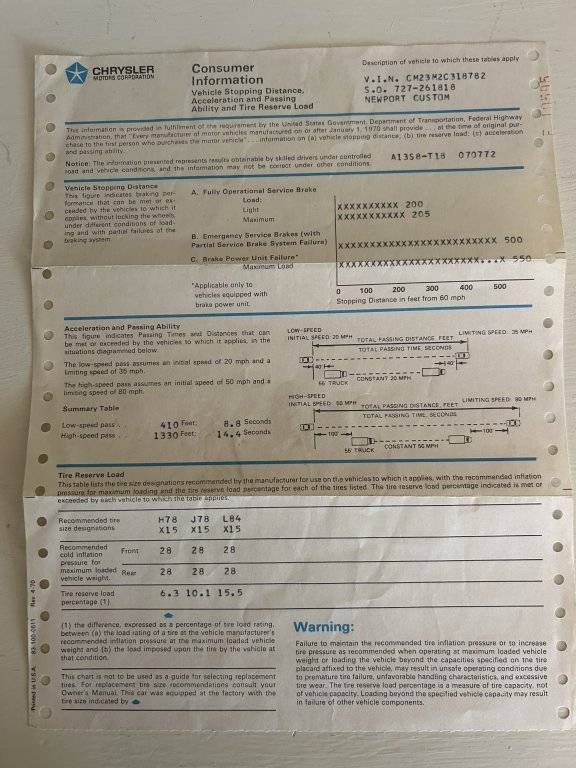 CHRYSLER
MOTORS CORPORATION
Consumer
Information
Vehicle Stopping Distance,
Acceleration and Passing
Ability and Tire Reserve Load
Description of vehicle to which these tables apply
V.I.N. CM23M2C318782
S.O. 727-261818
NEWPORT CUSTOM
This information is provided in fulfillment of the requirement by the United States Government, Department of Transportation, Federal Highway
Administration, that "Every manufacturer of motor vehicles manufactured on or after January 1, 1970 shall provide . . . at the time of original pur-
chase to the first person who purchases the motor vehicle" . . . information on (a) vehicle stopping distance; (b) tire reserve load; (c) acceleration
and passing ability.
Notice: The information presented represents results obtainable by skilled drivers under controlled
road and vehicle conditions, and the information may not be correct under other conditions.
A13S8-T18 070772
Vehicle Stopping Distance
This figure indicates braking per-
formance that can be met or ex-
ceeded by the vehicles to which it
applies, without locking the wheels,
under different conditions of load-
ing and with partial failures of the
braking system.
A. Fully Operational Service Brake
Load:
Light
XXXXXXXXXX 200
Maximum
XXXXXXXXXXX 205
B. Emergency Service Brakes (with
Partial Service Brake System Failure)
XXXXXXXXXXXXXXXXXXXXXXXXX 500
C. Brake Power Unit Failure*
Maximum Load
550
*Applicable only to
vehicles equipped with
brake power unit.
0 100 200 300 400 500
Stopping Distance in feet from 60 mph
Acceleration and Passing Ability
This figure indicates Passing Times and Distances that can
be met or exceeded by the vehicles to which it applies, in the
situations diagrammed below.
The low-speed pass assumes an initial speed of 20 mph and a
limiting speed of 35 mph.
The high-speed pass assumes an initial speed of 50 mph and a
limiting speed of 80 mph.
Summary Table
Low-speed pass . . 410 Feet; 8.8 Seconds
High-speed pass . 1330 Feet; 14.4 Seconds
LOW-SPEED
INITIAL SPEED: 20 MPH
LIMITING SPEED: 35 MPH
TOTAL PASSING DISTANCE, FEET
TOTAL PASSING TIME, SECONDS
40' 40'
55' TRUCK
CONSTANT 20 MPH
HIGH-SPEED
INITIAL SPEED: 50 MPH
LIMITING SPEED: 80 MPH
TOTAL PASSING DISTANCE, FEET
TOTAL PASSING TIME, SECONDS
100' 100'
55' TRUCK
CONSTANT 50 MPH
Tire Reserve Load
This table lists the tire size designations recommended by the manufacturer for use on the vehicles to which it applies, with the recommended inflation
pressure for maximum loading and the tire reserve load percentage for each of the tires listed. The tire reserve load percentage indicated is met or
exceeded by each vehicle to which the table applies.
Recommended tire
size designations
H78 J78 L84
X15 X15 X15
Recommended
cold inflation
pressure for
maximum loaded
vehicle weight.
Front 28 28 28
Rear 28 28 28
Tire reserve load
percentage (1)
6.3 10.1 15.5
(1) the difference, expressed as a percentage of tire load rating,
between (a) the load rating of a tire at the vehicle manufacturer's
recommended inflation pressure at the maximum loaded vehicle
weight and (b) the load imposed upon the tire by the vehicle at
that condition.
This chart is not to be used as a guide for selecting replacement
tires. For replacement tire size recommendations consult your
Owner's Manual. This car was equipped at the factory with the
tire size indicated by
Warning:
Failure to maintain the recommended tire inflation pressure or to increase
tire pressure as recommended when operating at maximum loaded vehicle
weight or loading the vehicle beyond the capacities specified on the tire
placard affixed to the vehicle, may result in unsafe operating conditions due
to premature tire failure, unfavorable handling characteristics, and excessive
tire wear. The tire reserve load percentage is a measure of tire capacity, not
of vehicle capacity. Loading beyond the specified vehicle capacity may result
in failure of other vehicle components.
Printed in U.S.A. 83-100-0011 Rev. 4-70